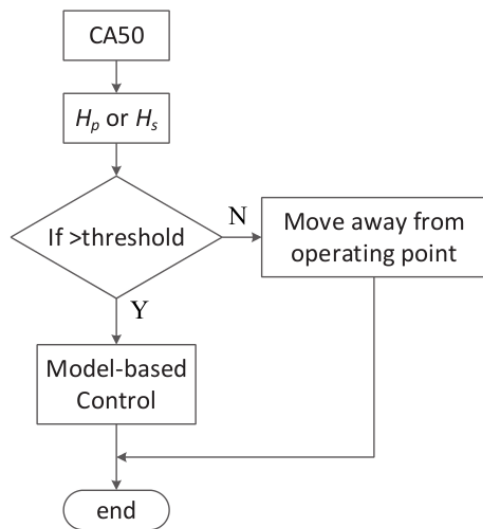 CA50
Hp or Hs
If >threshold
N
Move away from
operating point
Y
Model-based
Control
end